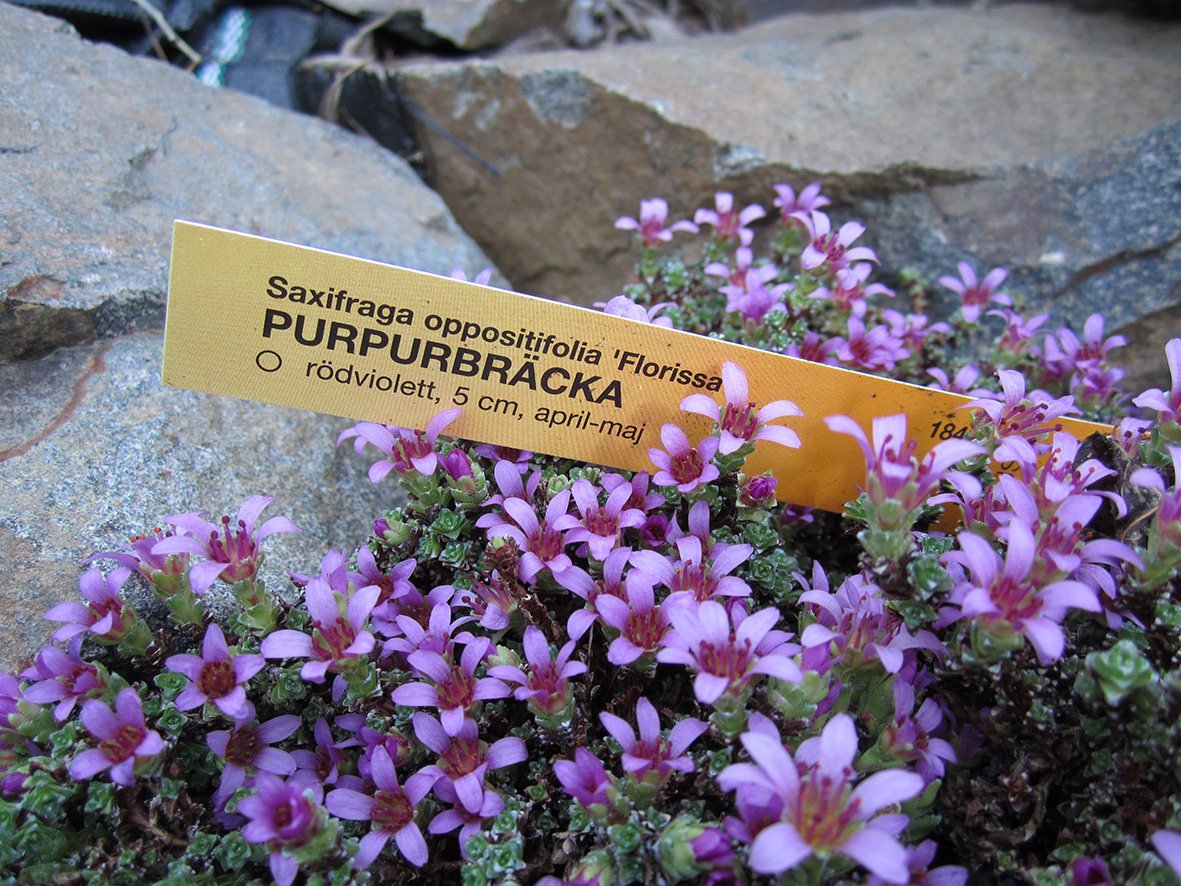 Saxifraga oppositifolia 'Florissa
PURPURBRÄCKA
rödviolett, 5 cm, april-maj
184